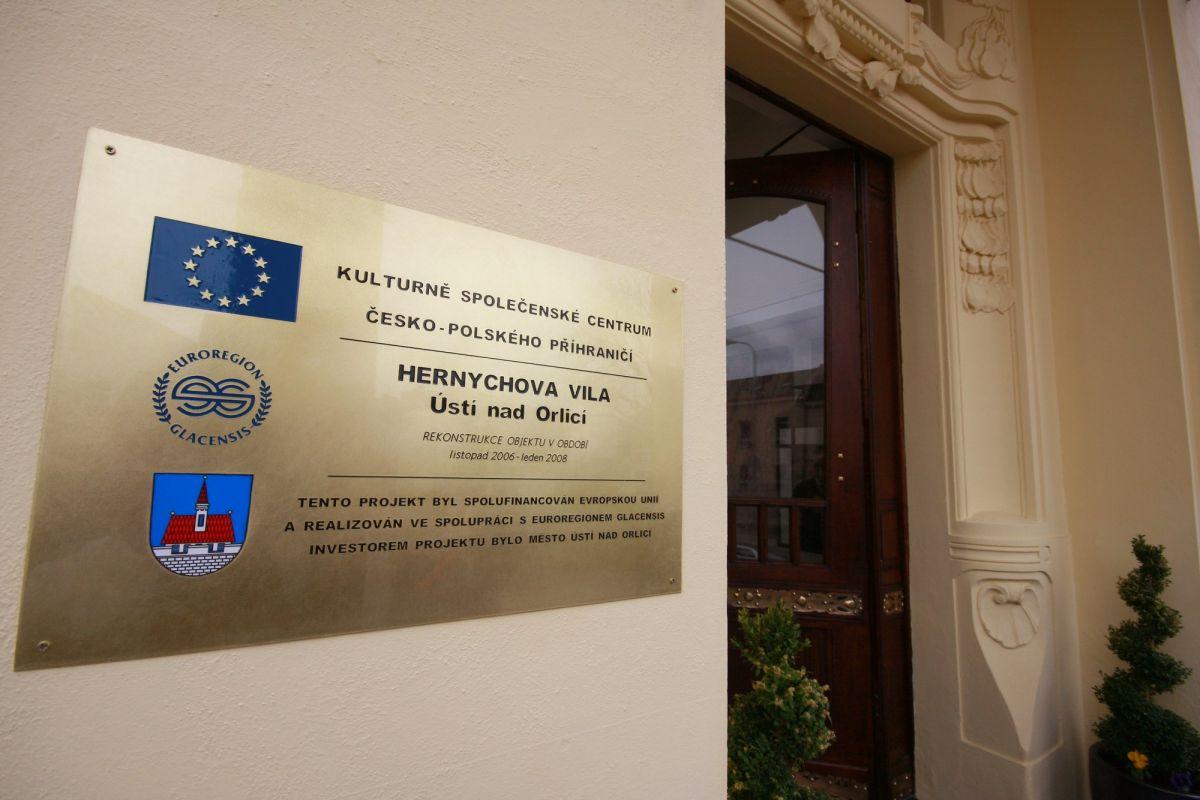 KULTURNĚ SPOLEČENSKÉ CENTRUM
ČESKO-POLSKÉHO PŘÍHRANIČÍ
HERNYCHOVA VILA
Ústí nad Orlicí
REKONSTRUKCE OBJEKTU V OBDOBÍ
listopad 2006-leden 2008
TENTO PROJEKT BYL SPOLUFINANCOVÁN EVROPSKOU UNIÍ
A REALIZOVÁN VE SPOLUPRÁCI S EUROREGIONEM GLACENSIS
INVESTOREM PROJEKTU BYLO MĚSTO ÚSTÍ NAD ORLICÍ
EUROREGION
GLACENSIS